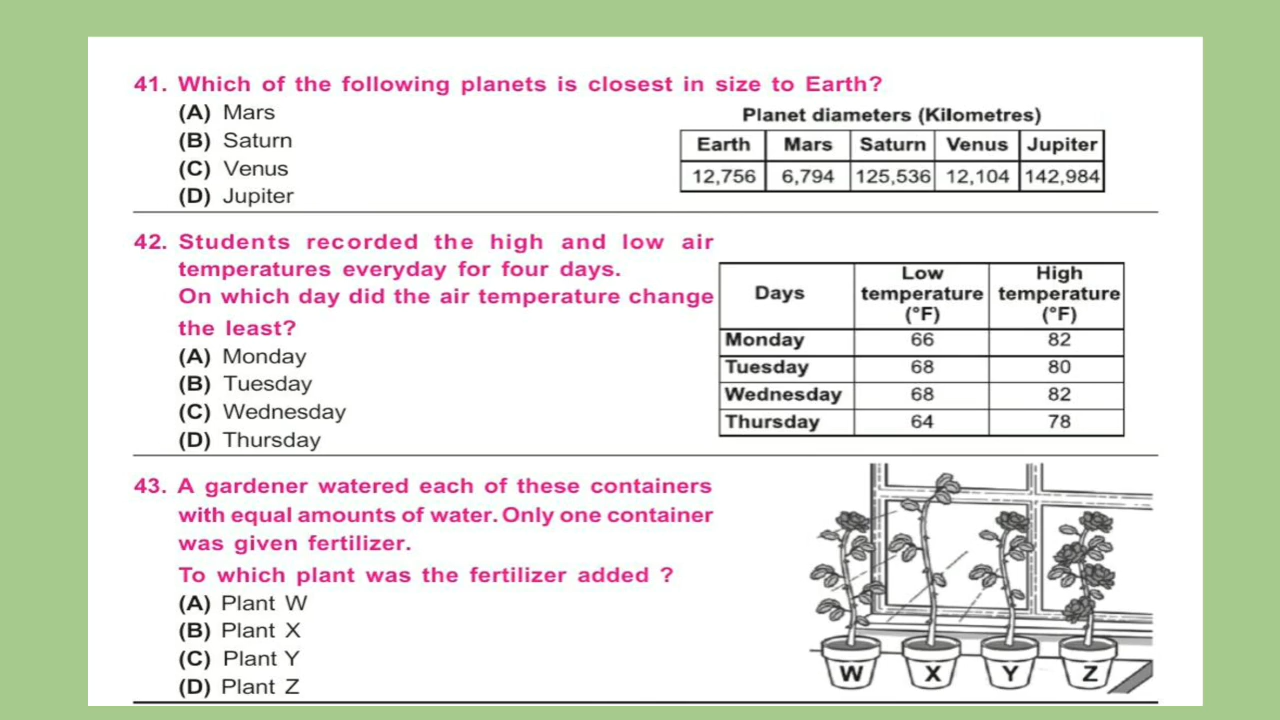 41. Which of the following planets is closest in size to Earth?
(A) Mars
(B) Saturn
(C) Venus
(D) Jupiter
Planet diameters (Kilometres)
Earth Mars Saturn Venus Jupiter
12,756 6,794 125,536 12,104 142,984
42. Students recorded the high and low air
temperatures everyday for four days.
On which day did the air temperature change
the least?
(A) Monday
(B) Tuesday
(C) Wednesday
(D) Thursday
Days Low temperature (°F) High temperature (°F)
Monday 66 82
Tuesday 68 80
Wednesday 68 82
Thursday 64 78
43. A gardener watered each of these containers
with equal amounts of water. Only one container
was given fertilizer.
To which plant was the fertilizer added ?
(A) Plant W
(B) Plant X
(C) Plant Y
(D) Plant Z
W X Y Z